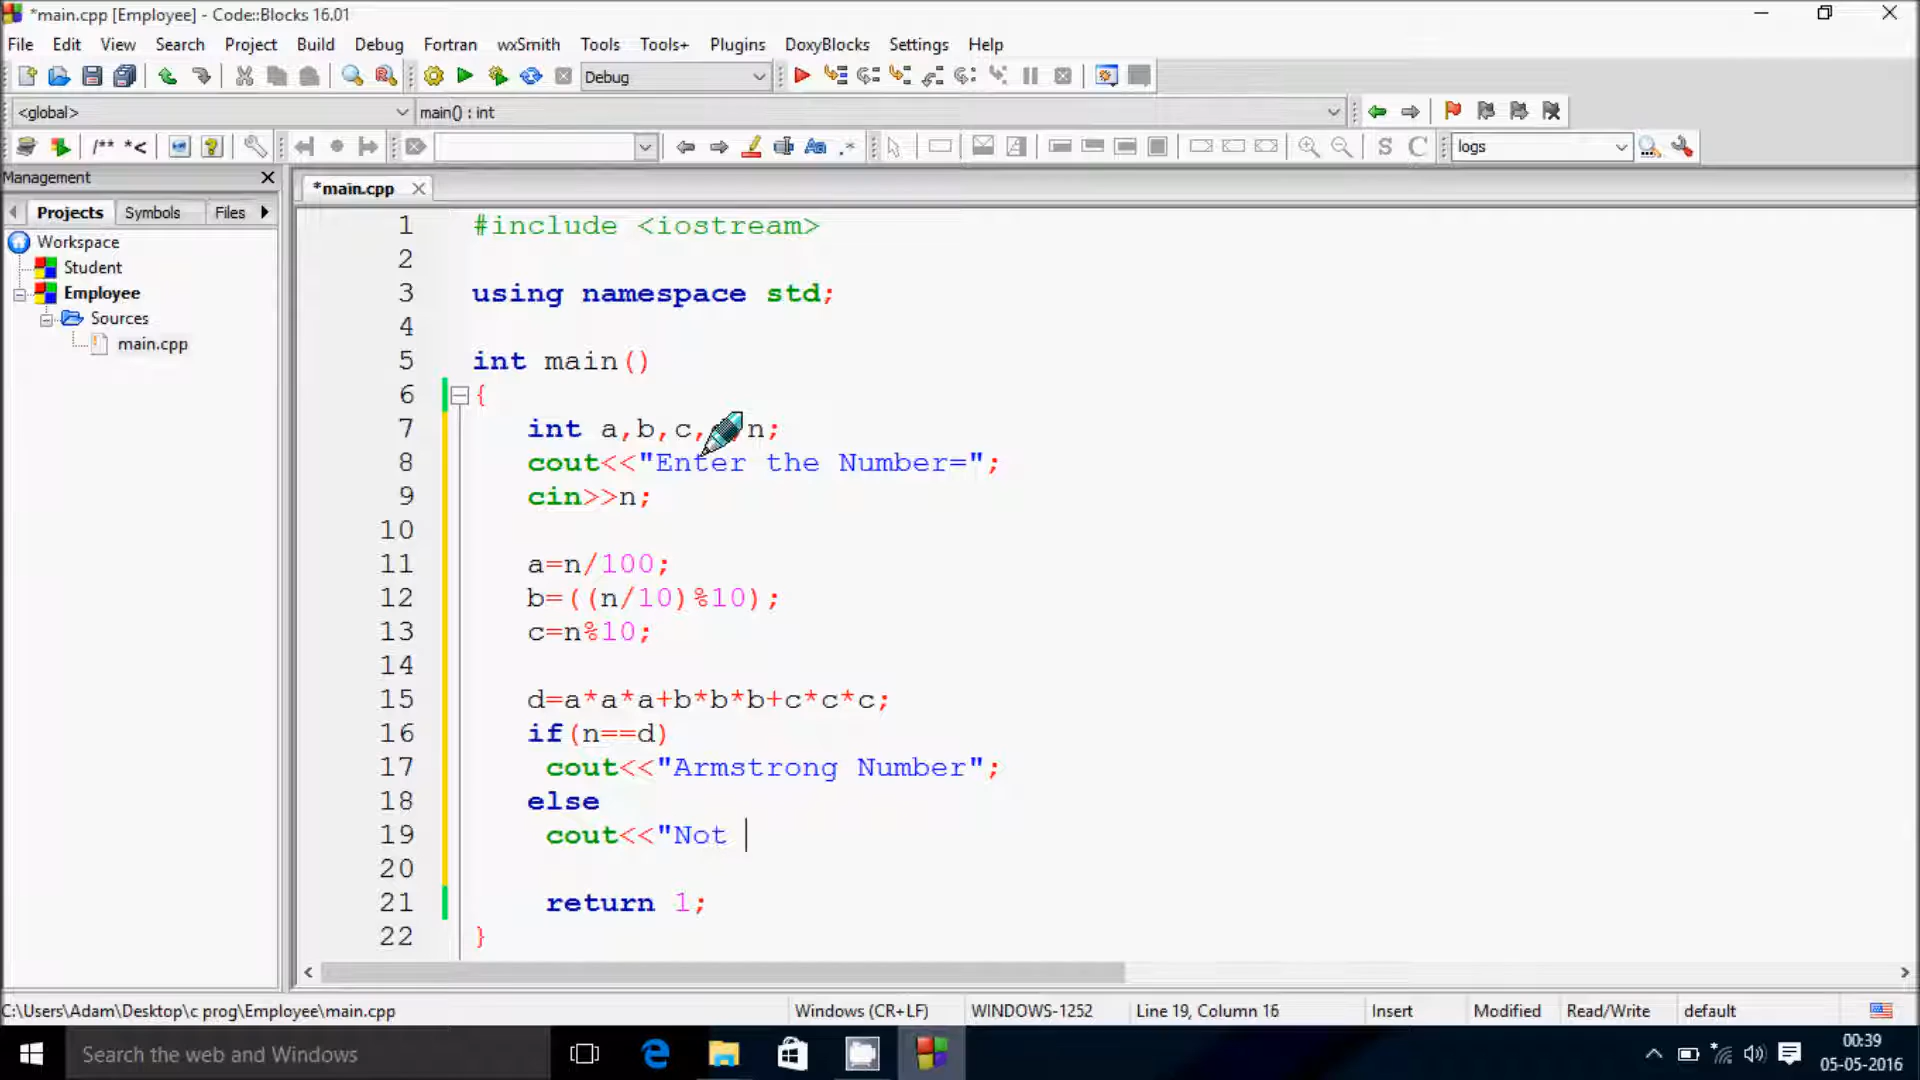 *main.cpp [Employee] - Code::Blocks 16.01
File Edit View Search Project Build Debug Fortran wxSmith Tools Tools+ Plugins DoxyBlocks Settings Help
Debug
<global> main() : int
/** *< Aa .* S C logs
Management
Projects Symbols Files
*main.cpp
Workspace
Student
Employee
Sources
main.cpp
1 #include <iostream>
2
3 using namespace std;
4
5 int main()
6 {
7 int a,b,c, n;
8 cout<<"Enter the Number=";
9 cin>>n;
10
11 a=n/100;
12 b=((n/10)%10);
13 c=n%10;
14
15 d=a*a*a+b*b*b+c*c*c;
16 if(n==d)
17 cout<<"Armstrong Number";
18 else
19 cout<<"Not
20
21 return 1;
22 }
C:\Users\Adam\Desktop\c prog\Employee\main.cpp Windows (CR+LF) WINDOWS-1252 Line 19, Column 16 Insert Modified Read/Write default
Search the web and Windows
00:39
05-05-2016